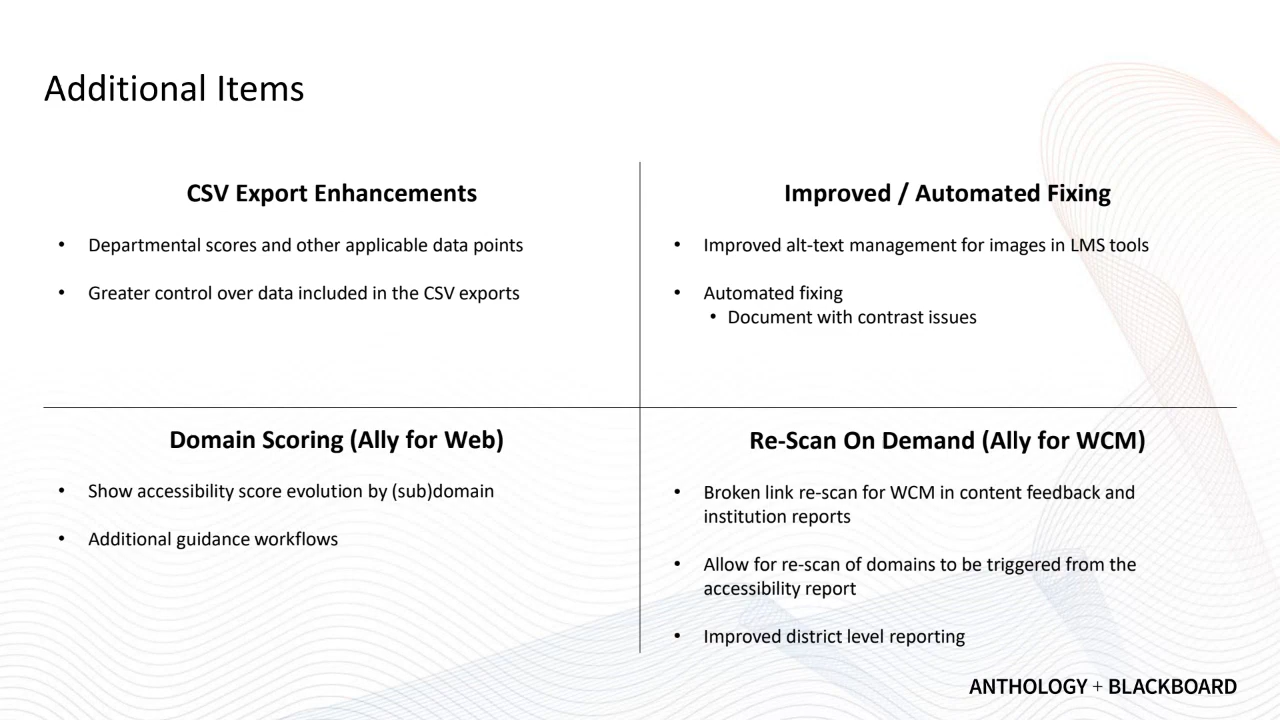 Additional Items
CSV Export Enhancements
• Departmental scores and other applicable data points
• Greater control over data included in the CSV exports
Improved / Automated Fixing
• Improved alt-text management for images in LMS tools
• Automated fixing
• Document with contrast issues
Domain Scoring (Ally for Web)
• Show accessibility score evolution by (sub)domain
• Additional guidance workflows
Re-Scan On Demand (Ally for WCM)
• Broken link re-scan for WCM in content feedback and
institution reports
• Allow for re-scan of domains to be triggered from the
accessibility report
• Improved district level reporting
ANTHOLOGY + BLACKBOARD